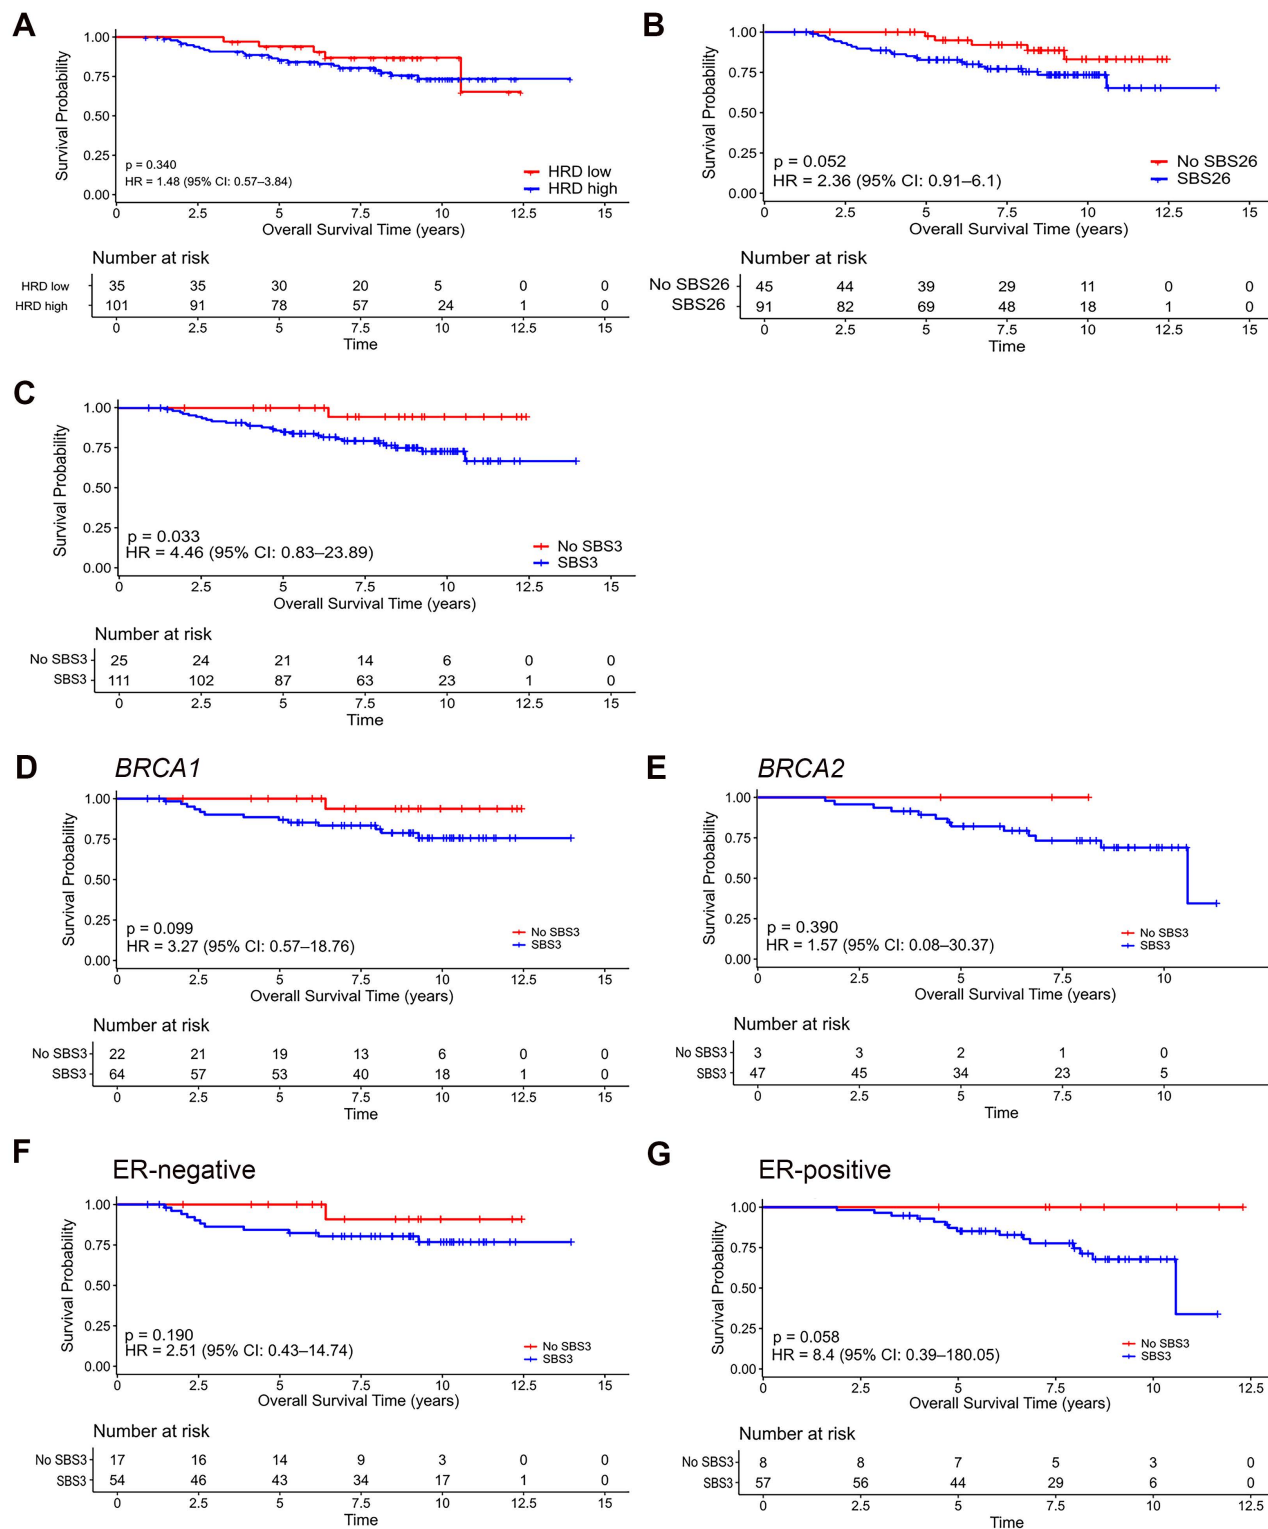 A
Survival Probability
1.00
0.75
0.50
0.25
0.00
p = 0.340
HR = 1.48 (95% CI: 0.57–3.84)
HRD low
HRD high
0 2.5 5 7.5 10 12.5 15
Overall Survival Time (years)
Number at risk
HRD low 35 35 30 20 5 0 0
HRD high 101 91 78 57 24 1 0
0 2.5 5 7.5 10 12.5 15
Time
B
Survival Probability
1.00
0.75
0.50
0.25
0.00
p = 0.052
HR = 2.36 (95% CI: 0.91–6.1)
No SBS26
SBS26
0 2.5 5 7.5 10 12.5 15
Overall Survival Time (years)
Number at risk
No SBS26 45 44 39 29 11 0 0
SBS26 91 82 69 48 18 1 0
0 2.5 5 7.5 10 12.5 15
Time
C
Survival Probability
1.00
0.75
0.50
0.25
0.00
p = 0.033
HR = 4.46 (95% CI: 0.83–23.89)
No SBS3
SBS3
0 2.5 5 7.5 10 12.5 15
Overall Survival Time (years)
Number at risk
No SBS3 25 24 21 14 6 0 0
SBS3 111 102 87 63 23 1 0
0 2.5 5 7.5 10 12.5 15
Time
D BRCA1
Survival Probability
1.00
0.75
0.50
0.25
0.00
p = 0.099
HR = 3.27 (95% CI: 0.57–18.76)
No SBS3
SBS3
0 2.5 5 7.5 10 12.5 15
Overall Survival Time (years)
Number at risk
No SBS3 22 21 19 13 6 0 0
SBS3 64 57 53 40 18 1 0
0 2.5 5 7.5 10 12.5 15
Time
E BRCA2
Survival Probability
1.00
0.75
0.50
0.25
0.00
p = 0.390
HR = 1.57 (95% CI: 0.08–30.37)
No SBS3
SBS3
0 2.5 5 7.5 10
Overall Survival Time (years)
Number at risk
No SBS3 3 3 2 1 0
SBS3 47 45 34 23 5
0 2.5 5 7.5 10
Time
F ER-negative
Survival Probability
1.00
0.75
0.50
0.25
0.00
p = 0.190
HR = 2.51 (95% CI: 0.43–14.74)
No SBS3
SBS3
0 2.5 5 7.5 10 12.5 15
Overall Survival Time (years)
Number at risk
No SBS3 17 16 14 9 3 0 0
SBS3 54 46 43 34 17 1 0
0 2.5 5 7.5 10 12.5 15
Time
G ER-positive
Survival Probability
1.00
0.75
0.50
0.25
0.00
p = 0.058
HR = 8.4 (95% CI: 0.39–180.05)
No SBS3
SBS3
0 2.5 5 7.5 10 12.5
Overall Survival Time (years)
Number at risk
No SBS3 8 8 7 5 3 0
SBS3 57 56 44 29 6 0
0 2.5 5 7.5 10 12.5
Time